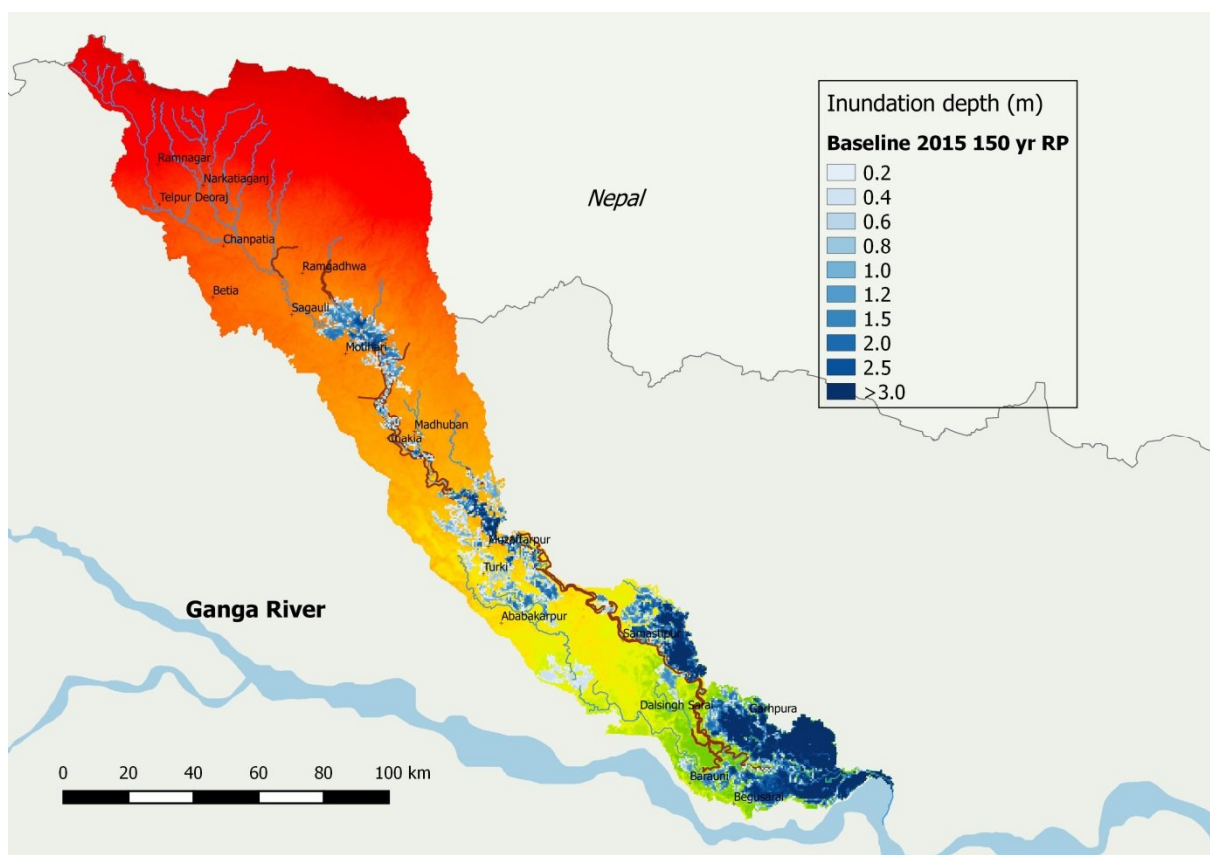 Inundation depth (m)
Baseline 2015 150 yr RP
0.2
0.4
0.6
0.8
1.0
1.2
1.5
2.0
2.5
>3.0
Nepal
Ramnagar
Narkatiaganj
Telpur Deoraj
Chanpatia
Ramgadhwa
Betia
Sagauli
Motihari
Madhuban
Chakia
Muzaffarpur
Turki
Ababakarpur
Ganga River
Samastipur
Dalsingh Sarai
Garhpura
Barauni
Begusarai
0 20 40 60 80 100 km